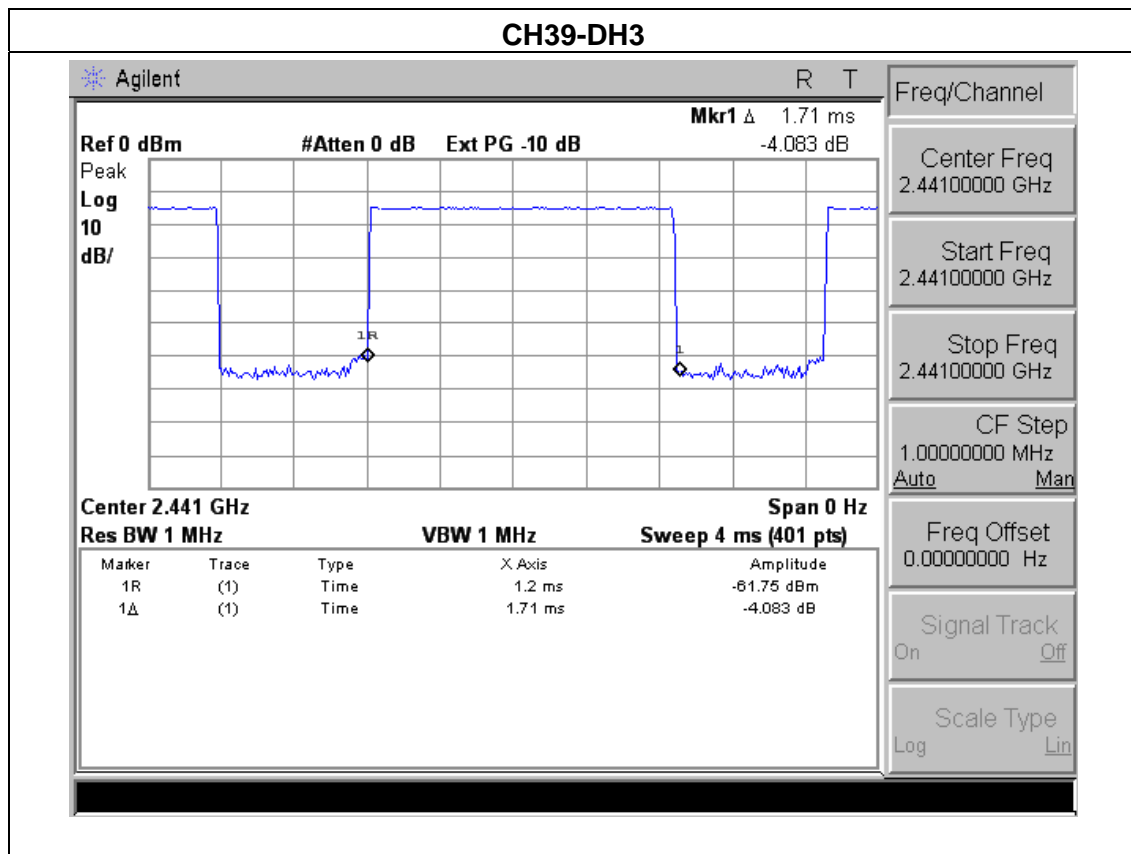 CH39-DH3
Agilent R T
Mkr1 Δ 1.71 ms
Ref 0 dBm #Atten 0 dB Ext PG -10 dB -4.083 dB
Peak
Log
10
dB/
1R
1
Center 2.441 GHz Span 0 Hz
Res BW 1 MHz VBW 1 MHz Sweep 4 ms (401 pts)
Marker Trace Type X Axis Amplitude
1R (1) Time 1.2 ms -61.75 dBm
1Δ (1) Time 1.71 ms -4.083 dB
Freq/Channel
Center Freq
2.44100000 GHz
Start Freq
2.44100000 GHz
Stop Freq
2.44100000 GHz
CF Step
1.00000000 MHz
Auto Man
Freq Offset
0.00000000 Hz
Signal Track
On Off
Scale Type
Log Lin